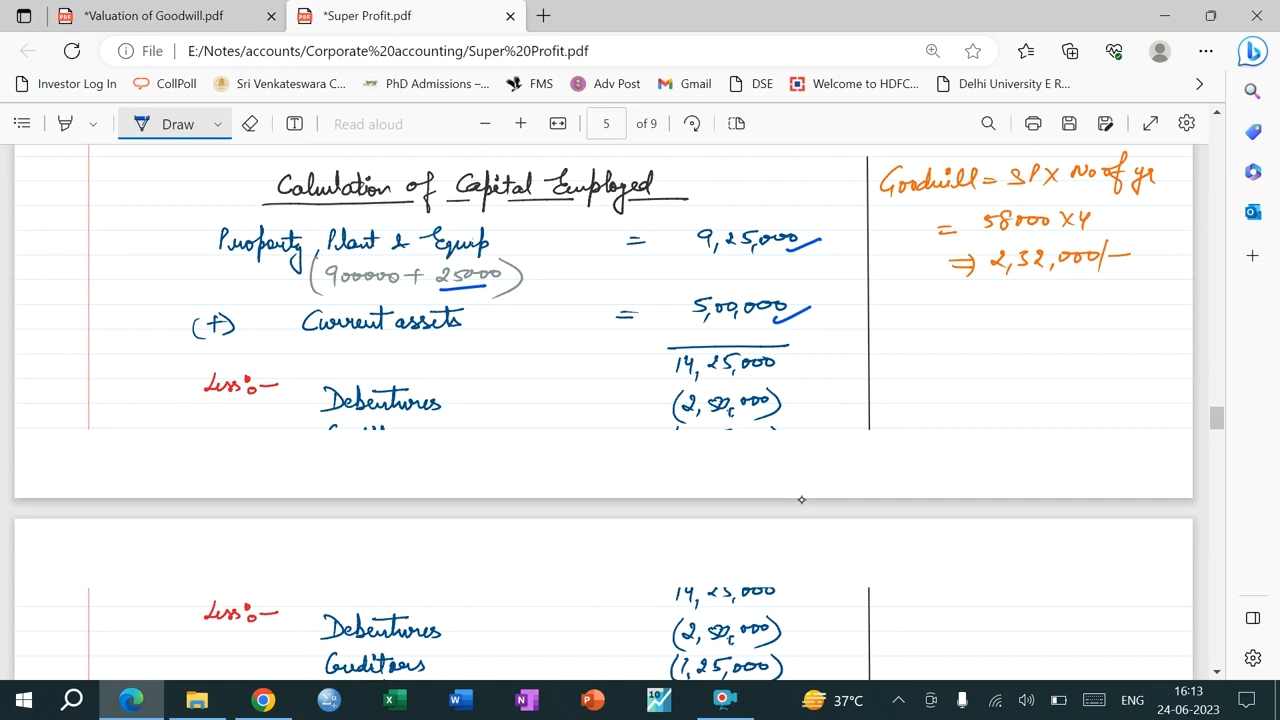 *Valuation of Goodwill.pdf
*Super Profit.pdf
File E:/Notes/accounts/Corporate%20accounting/Super%20Profit.pdf
Investor Log In CollPoll Sri Venkateswara C... PhD Admissions –... FMS Adv Post Gmail DSE Welcome to HDFC... Delhi University E R...
Draw Read aloud 5 of 9
Calculation of Capital Employed
Property, Plant & Equip = 9,25,000
(900000 + 25000)
(+) Current assets = 5,00,000
14,25,000
Less:-
Debentures (2,50,000)
Goodwill = SP X No of yr
= 58000 X 4
⇒ 2,32,000/-
14,25,000
Less:-
Debentures (2,50,000)
Creditors (1,25,000)
10
37°C
ENG
16:13
24-06-2023